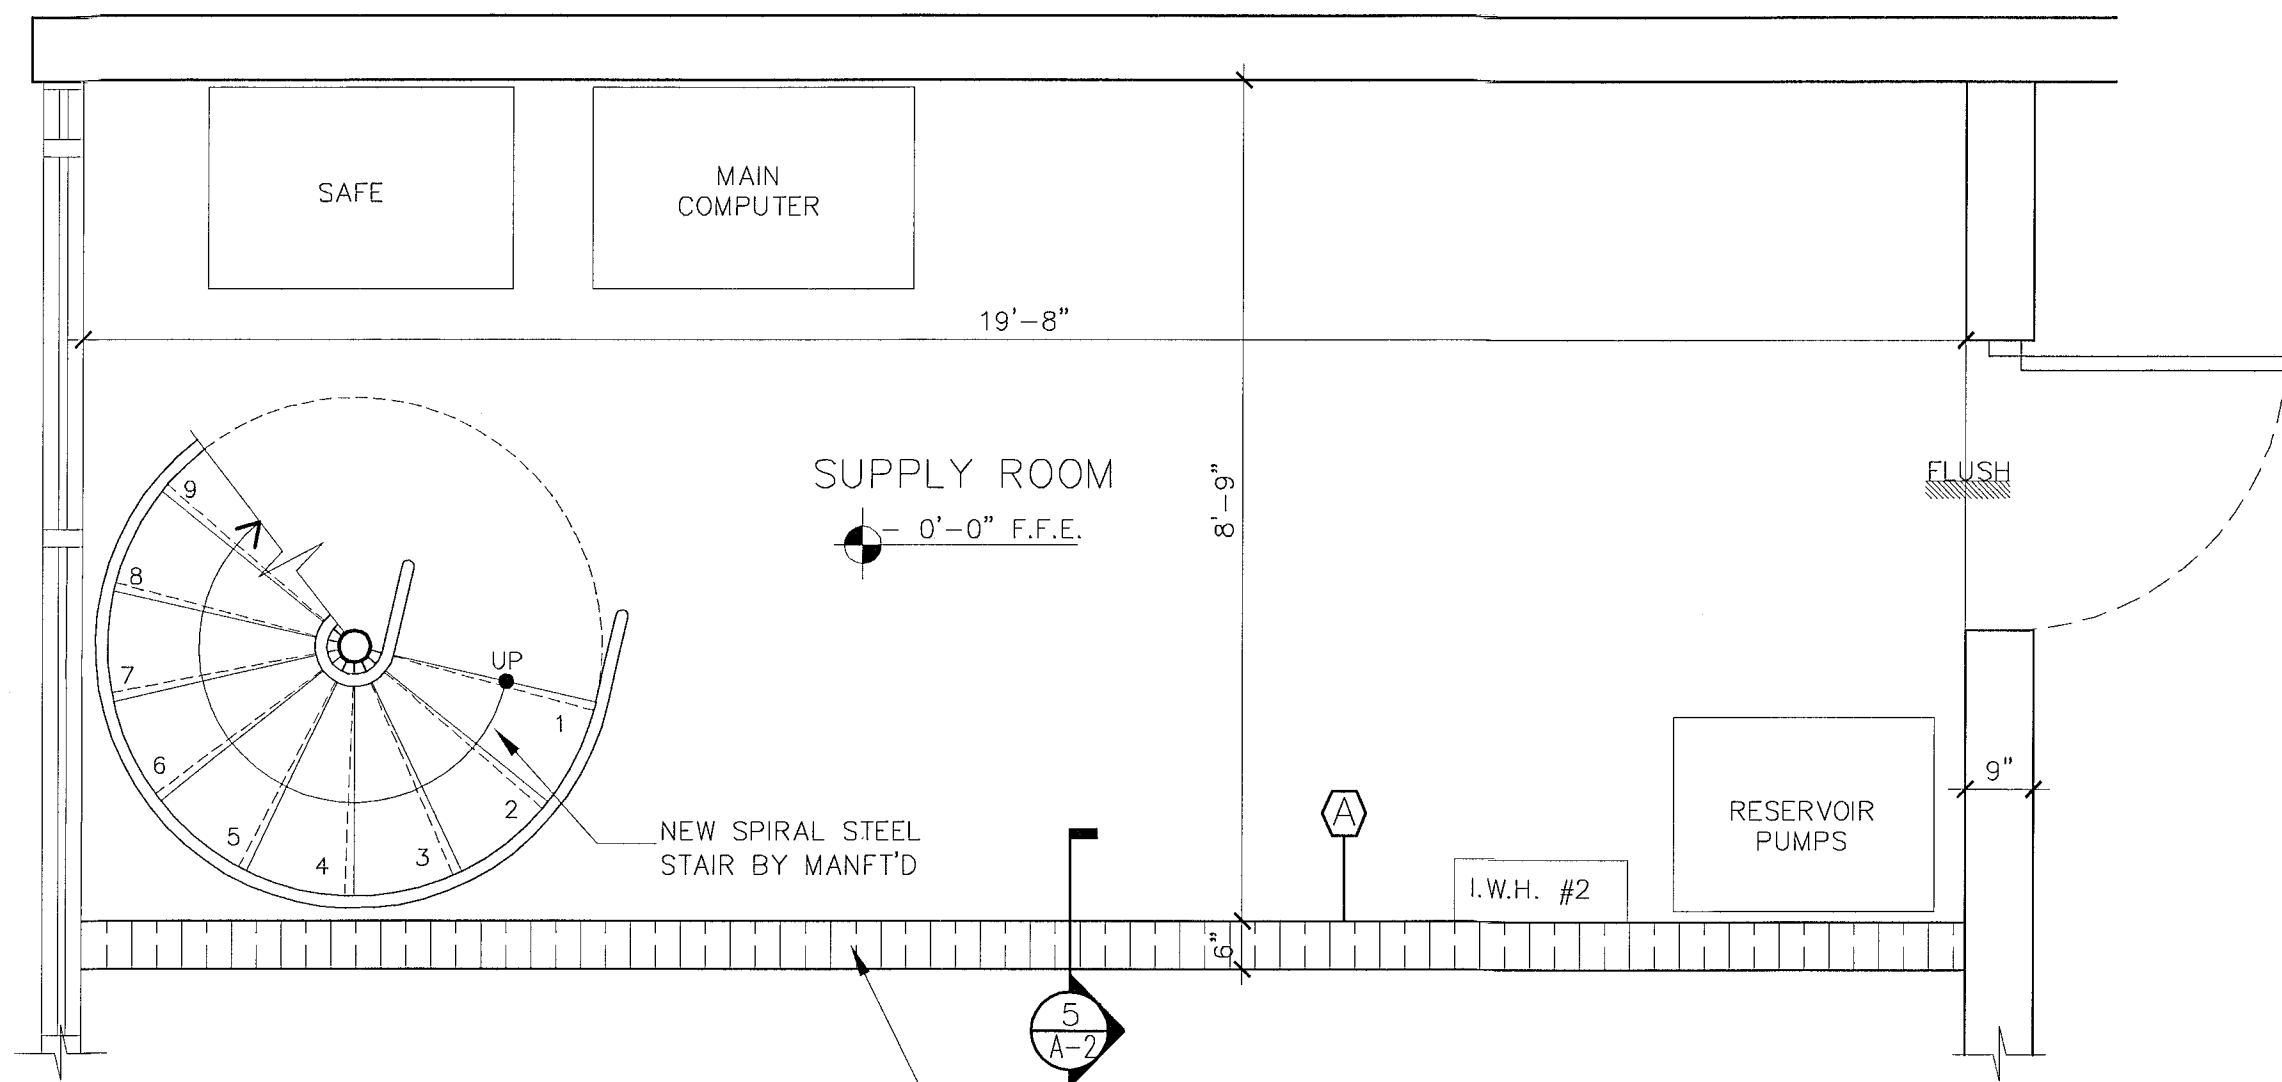 SAFE
MAIN
COMPUTER
19'-8"
SUPPLY ROOM
- 0'-0" F.F.E.
8'-9"
FLUSH
9
8
7
6
5
4
3
2
1
UP
NEW SPIRAL STEEL
STAIR BY MANFT'D
A
I.W.H. #2
RESERVOIR
PUMPS
9"
6"
5
A-2